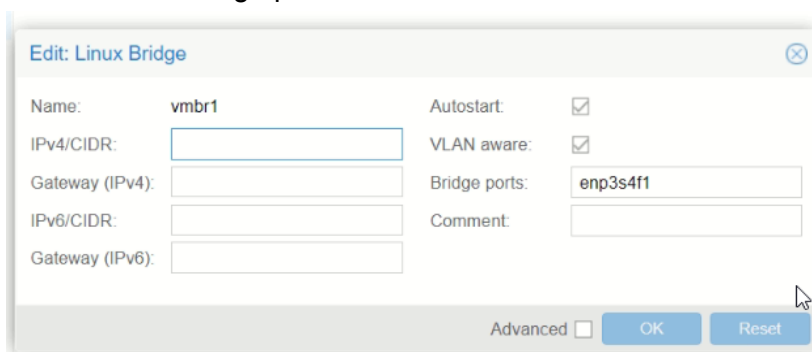 Edit: Linux Bridge
Name: vmbr1 Autostart:
IPv4/CIDR: VLAN aware:
Gateway (IPv4): Bridge ports: enp3s4f1
IPv6/CIDR: Comment:
Gateway (IPv6):
Advanced OK Reset